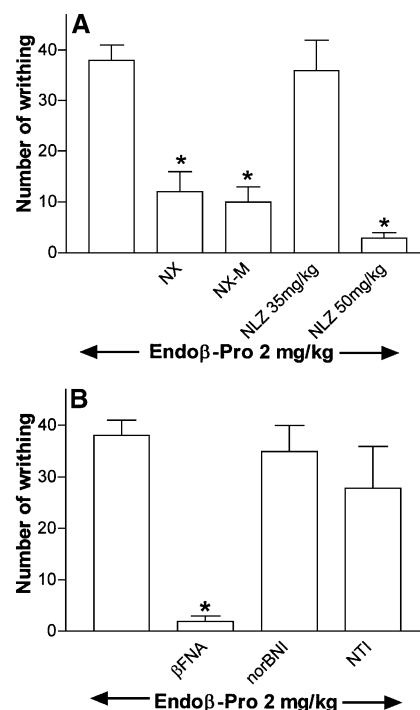 A
Number of writhing
40
30
20
10
0
*
*
*
NX
NX-M
NLZ 35mg/kg
NLZ 50mg/kg
Endoβ-Pro 2 mg/kg
B
Number of writhing
40
30
20
10
0
*
βFNA
norBNI
NTI
Endoβ-Pro 2 mg/kg